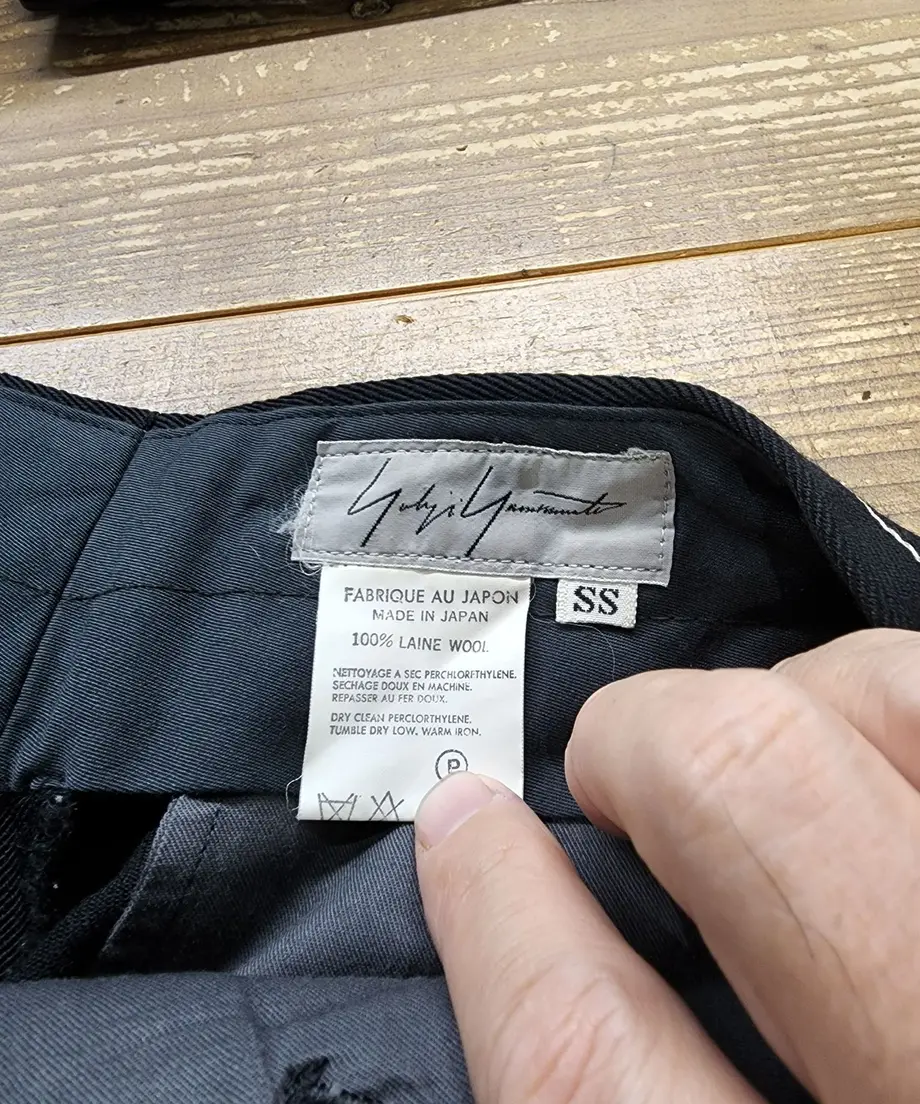 Yohji Yamamoto
SS
FABRIQUE AU JAPON
MADE IN JAPAN
100% LAINE WOOL
NETTOYAGE A SEC PERCHLORFTHYLENE.
SECHAGE DOUX EN MACHINE.
REPASSER AU FER DOUX.
DRY CLEAN PERCLORTHYLENE.
TUMBLE DRY LOW. WARM IRON.
P